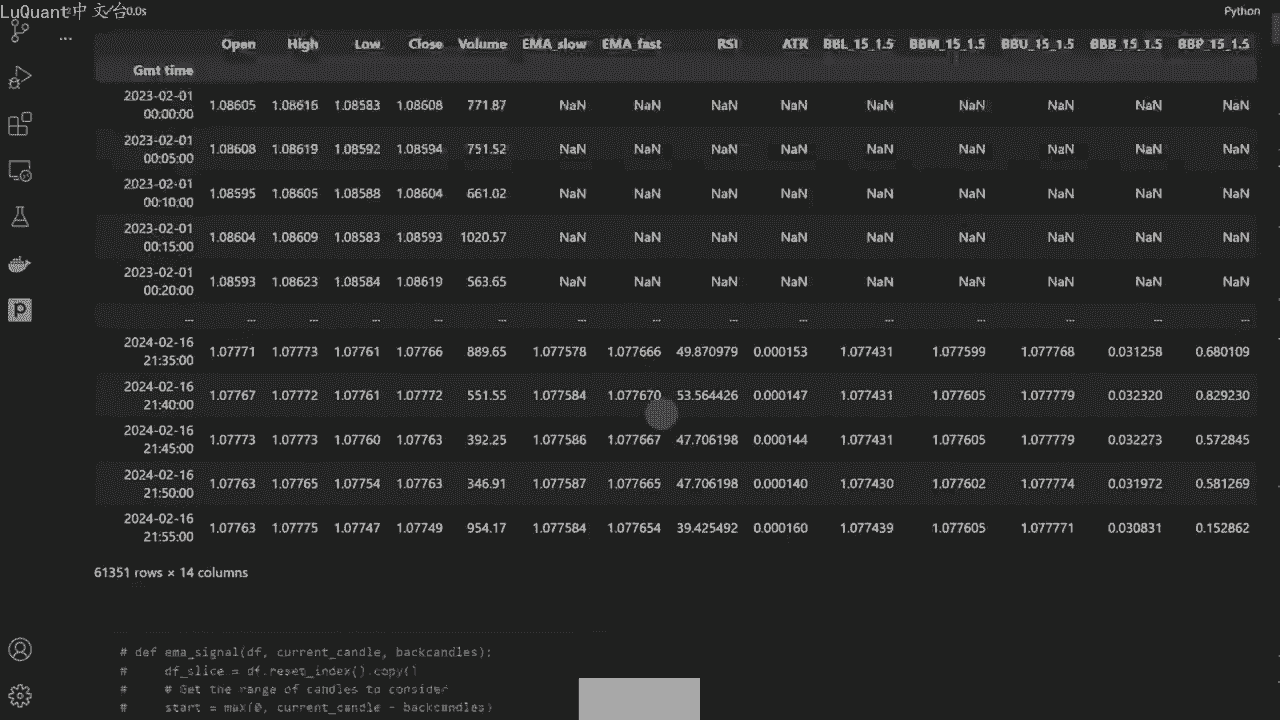 LuQuant中文台 0.0s
Python
Open High Low Close Volume EMA_slow EMA_fast RSI ATR BBL_15_1.5 BBM_15_1.5 BBU_15_1.5 BBB_15_1.5 BBP_15_1.5
Gmt time
2023-02-01 00:00:00 1.08605 1.08616 1.08583 1.08608 771.87 NaN NaN NaN NaN NaN NaN NaN NaN NaN
2023-02-01 00:05:00 1.08608 1.08619 1.08592 1.08594 751.52 NaN NaN NaN NaN NaN NaN NaN NaN NaN
2023-02-01 00:10:00 1.08595 1.08605 1.08588 1.08604 661.02 NaN NaN NaN NaN NaN NaN NaN NaN NaN
2023-02-01 00:15:00 1.08604 1.08609 1.08583 1.08593 1020.57 NaN NaN NaN NaN NaN NaN NaN NaN NaN
2023-02-01 00:20:00 1.08593 1.08623 1.08584 1.08619 563.65 NaN NaN NaN NaN NaN NaN NaN NaN NaN
... ... ... ... ... ... ... ... ... ... ... ... ... ... ...
2024-02-16 21:35:00 1.07771 1.07773 1.07761 1.07766 889.65 1.077578 1.077666 49.870979 0.000153 1.077431 1.077599 1.077768 0.031258 0.680109
2024-02-16 21:40:00 1.07767 1.07772 1.07761 1.07772 551.55 1.077584 1.077670 53.564426 0.000147 1.077431 1.077605 1.077779 0.032320 0.829230
2024-02-16 21:45:00 1.07773 1.07773 1.07760 1.07763 392.25 1.077586 1.077667 47.706198 0.000144 1.077431 1.077605 1.077779 0.032273 0.572845
2024-02-16 21:50:00 1.07763 1.07765 1.07754 1.07763 346.91 1.077587 1.077665 47.706198 0.000140 1.077430 1.077602 1.077774 0.031972 0.581269
2024-02-16 21:55:00 1.07763 1.07775 1.07747 1.07749 954.17 1.077584 1.077654 39.425492 0.000160 1.077439 1.077605 1.077771 0.030831 0.152862
61351 rows × 14 columns
# def ema_signal(df, current_candle, backcandles):
# df_slice = df.reset_index().copy()
# # Get the range of candles to consider
# start = max(0, current_candle - backcandles)